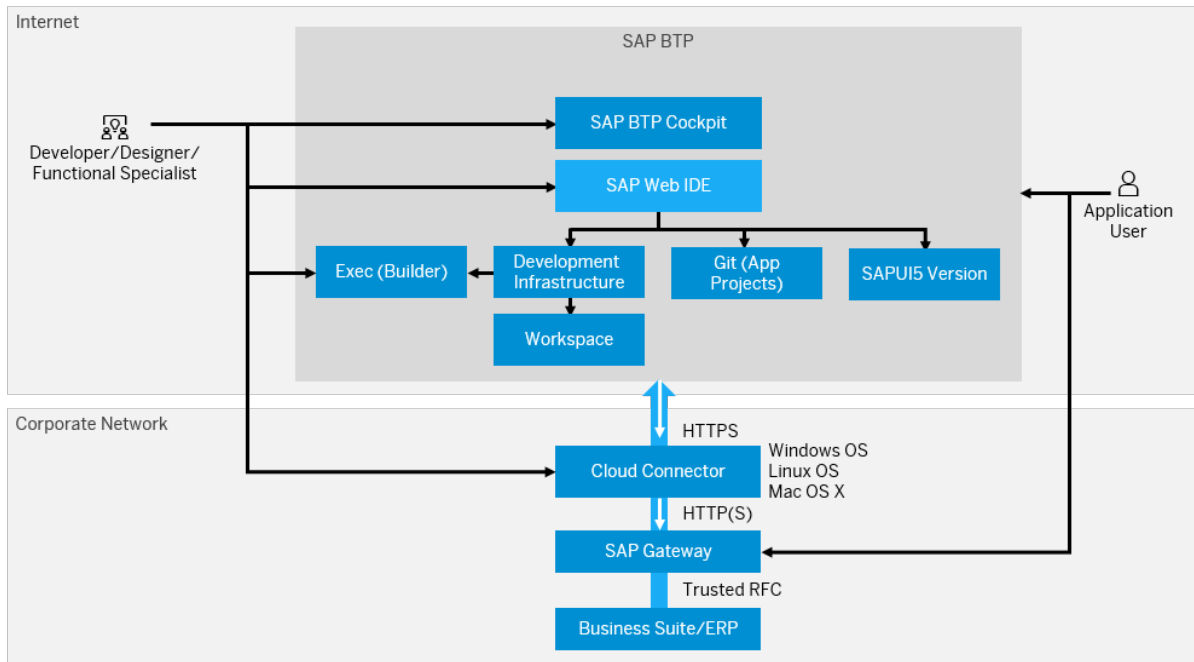 Internet
SAP BTP
SAP BTP Cockpit
Developer/Designer/
Functional Specialist
SAP Web IDE
Application
User
Exec (Builder)
Development
Infrastructure
Git (App
Projects)
SAPUI5 Version
Workspace
Corporate Network
HTTPS
Cloud Connector
Windows OS
Linux OS
Mac OS X
HTTP(S)
SAP Gateway
Trusted RFC
Business Suite/ERP